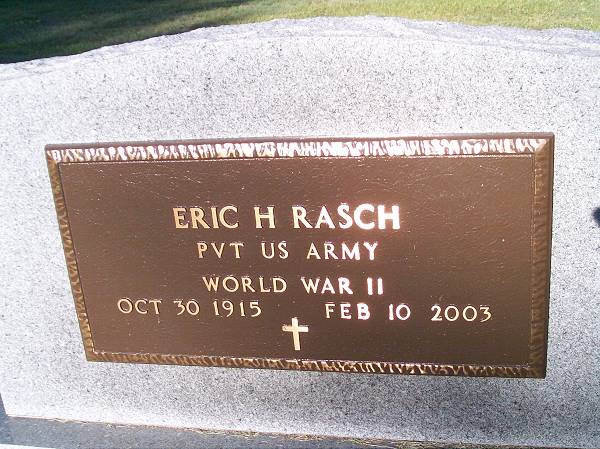 ERIC H RASCH
PVT US ARMY
WORLD WAR II
OCT 30 1915 FEB 10 2003